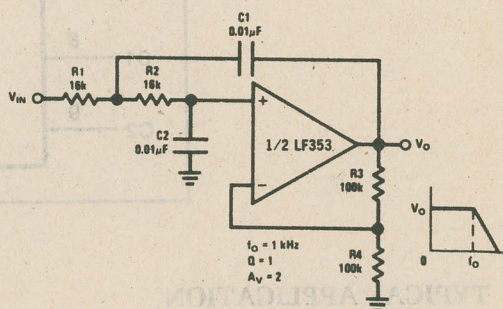 C1
0.01µF
R1
16k
R2
16k
VIN
C2
0.01µF
+
1/2 LF353
−
VO
R3
100k
R4
100k
fO = 1 kHz
Q = 1
AV = 2
VO
0
fO
TYPICAL APPLICATION